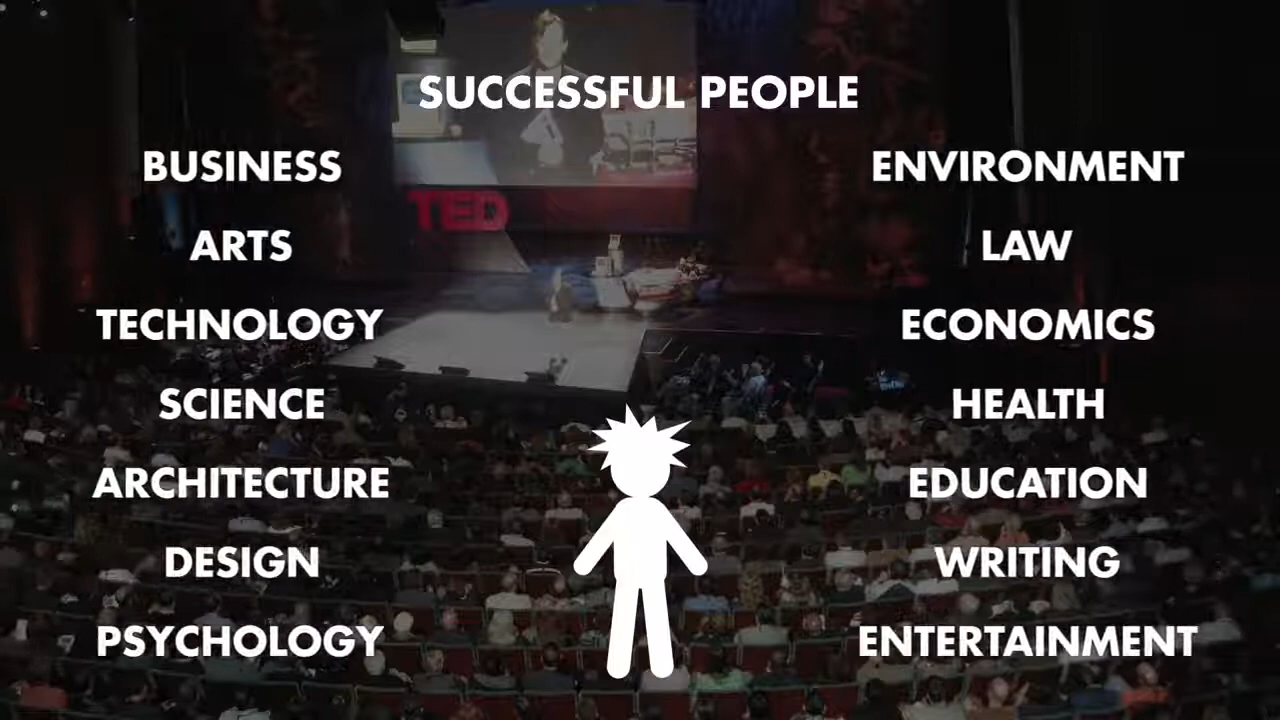 SUCCESSFUL PEOPLE
BUSINESS
ARTS
TECHNOLOGY
SCIENCE
ARCHITECTURE
DESIGN
PSYCHOLOGY
ENVIRONMENT
LAW
ECONOMICS
HEALTH
EDUCATION
WRITING
ENTERTAINMENT
TED